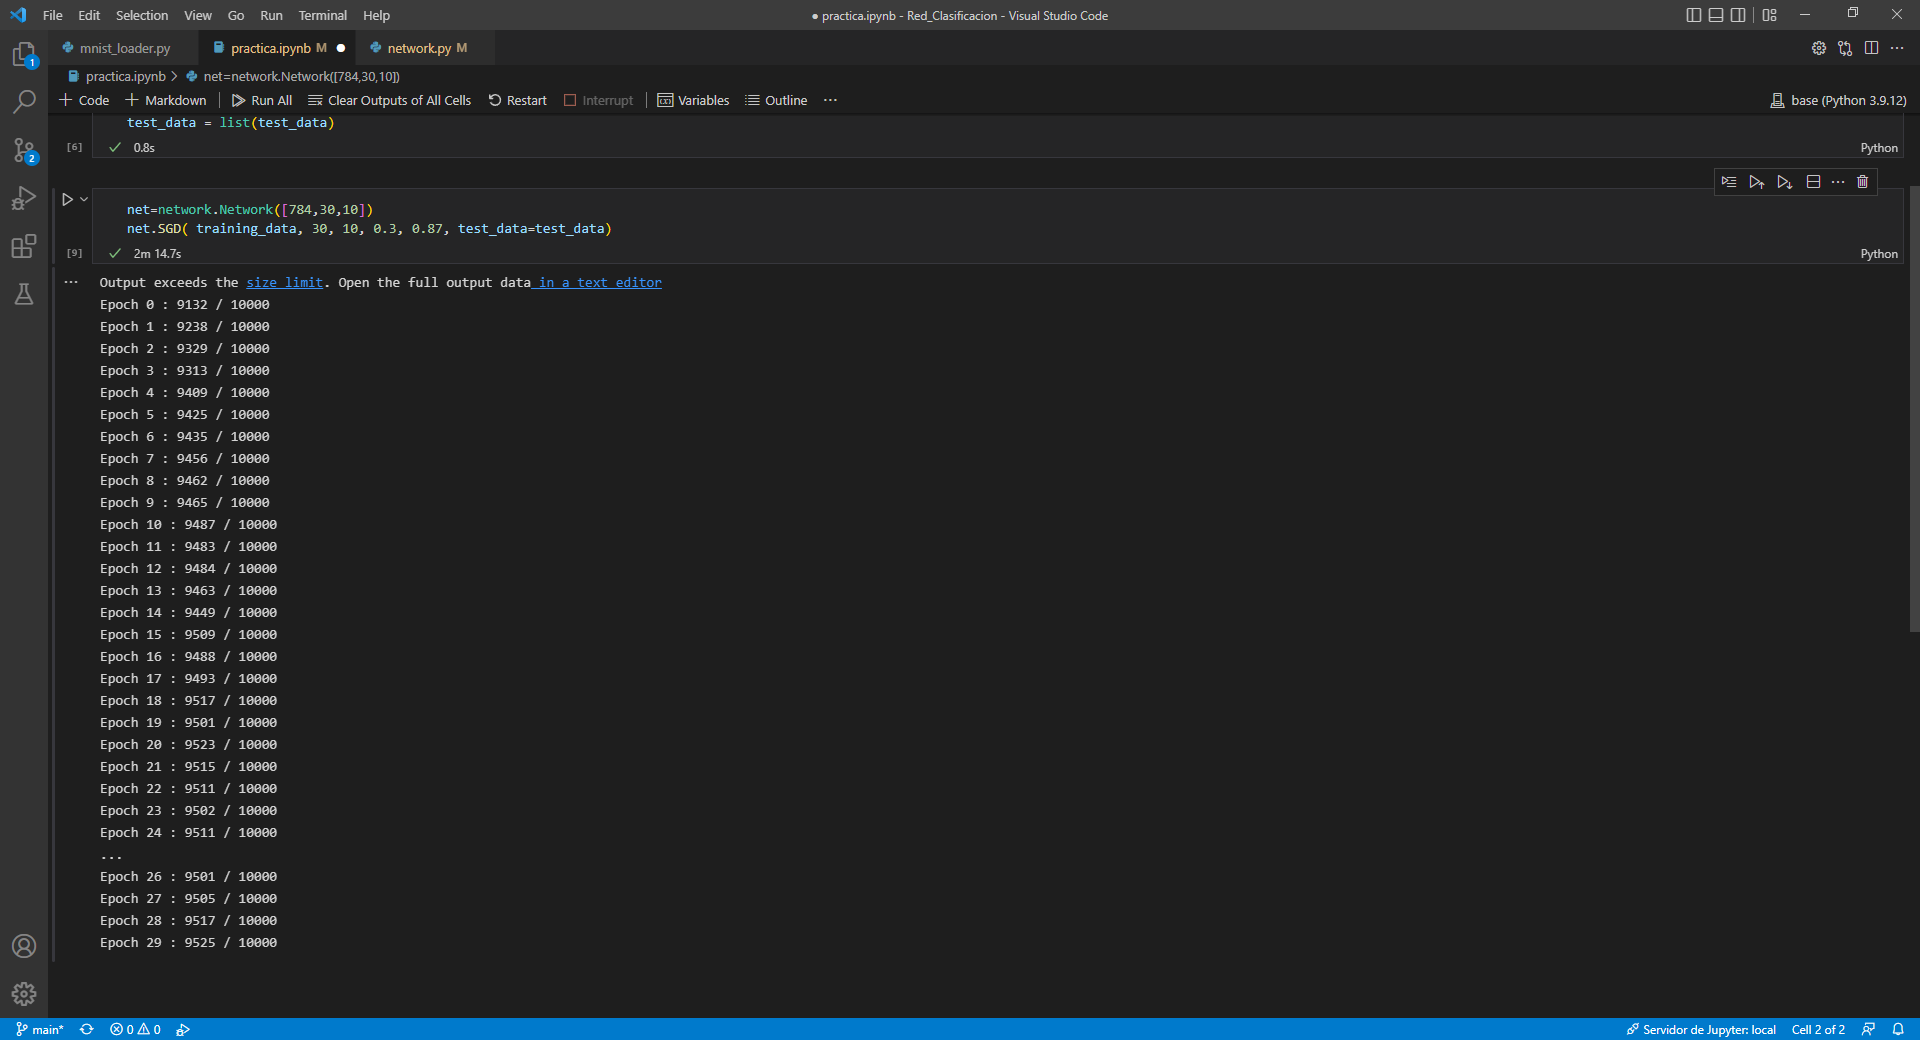 File Edit Selection View Go Run Terminal Help
● practica.ipynb - Red_Clasificacion - Visual Studio Code
mnist_loader.py practica.ipynb M ● network.py M
practica.ipynb > net=network.Network([784,30,10])
+ Code + Markdown Run All Clear Outputs of All Cells Restart Interrupt Variables Outline ... base (Python 3.9.12)
test_data = list(test_data)
[6] ✓ 0.8s Python
net=network.Network([784,30,10])
net.SGD( training_data, 30, 10, 0.3, 0.87, test_data=test_data)
[9] ✓ 2m 14.7s Python
Output exceeds the size limit. Open the full output data in a text editor
Epoch 0 : 9132 / 10000
Epoch 1 : 9238 / 10000
Epoch 2 : 9329 / 10000
Epoch 3 : 9313 / 10000
Epoch 4 : 9409 / 10000
Epoch 5 : 9425 / 10000
Epoch 6 : 9435 / 10000
Epoch 7 : 9456 / 10000
Epoch 8 : 9462 / 10000
Epoch 9 : 9465 / 10000
Epoch 10 : 9487 / 10000
Epoch 11 : 9483 / 10000
Epoch 12 : 9484 / 10000
Epoch 13 : 9463 / 10000
Epoch 14 : 9449 / 10000
Epoch 15 : 9509 / 10000
Epoch 16 : 9488 / 10000
Epoch 17 : 9493 / 10000
Epoch 18 : 9517 / 10000
Epoch 19 : 9501 / 10000
Epoch 20 : 9523 / 10000
Epoch 21 : 9515 / 10000
Epoch 22 : 9511 / 10000
Epoch 23 : 9502 / 10000
Epoch 24 : 9511 / 10000
...
Epoch 26 : 9501 / 10000
Epoch 27 : 9505 / 10000
Epoch 28 : 9517 / 10000
Epoch 29 : 9525 / 10000
1
2
main* 0 0 Servidor de Jupyter: local Cell 2 of 2